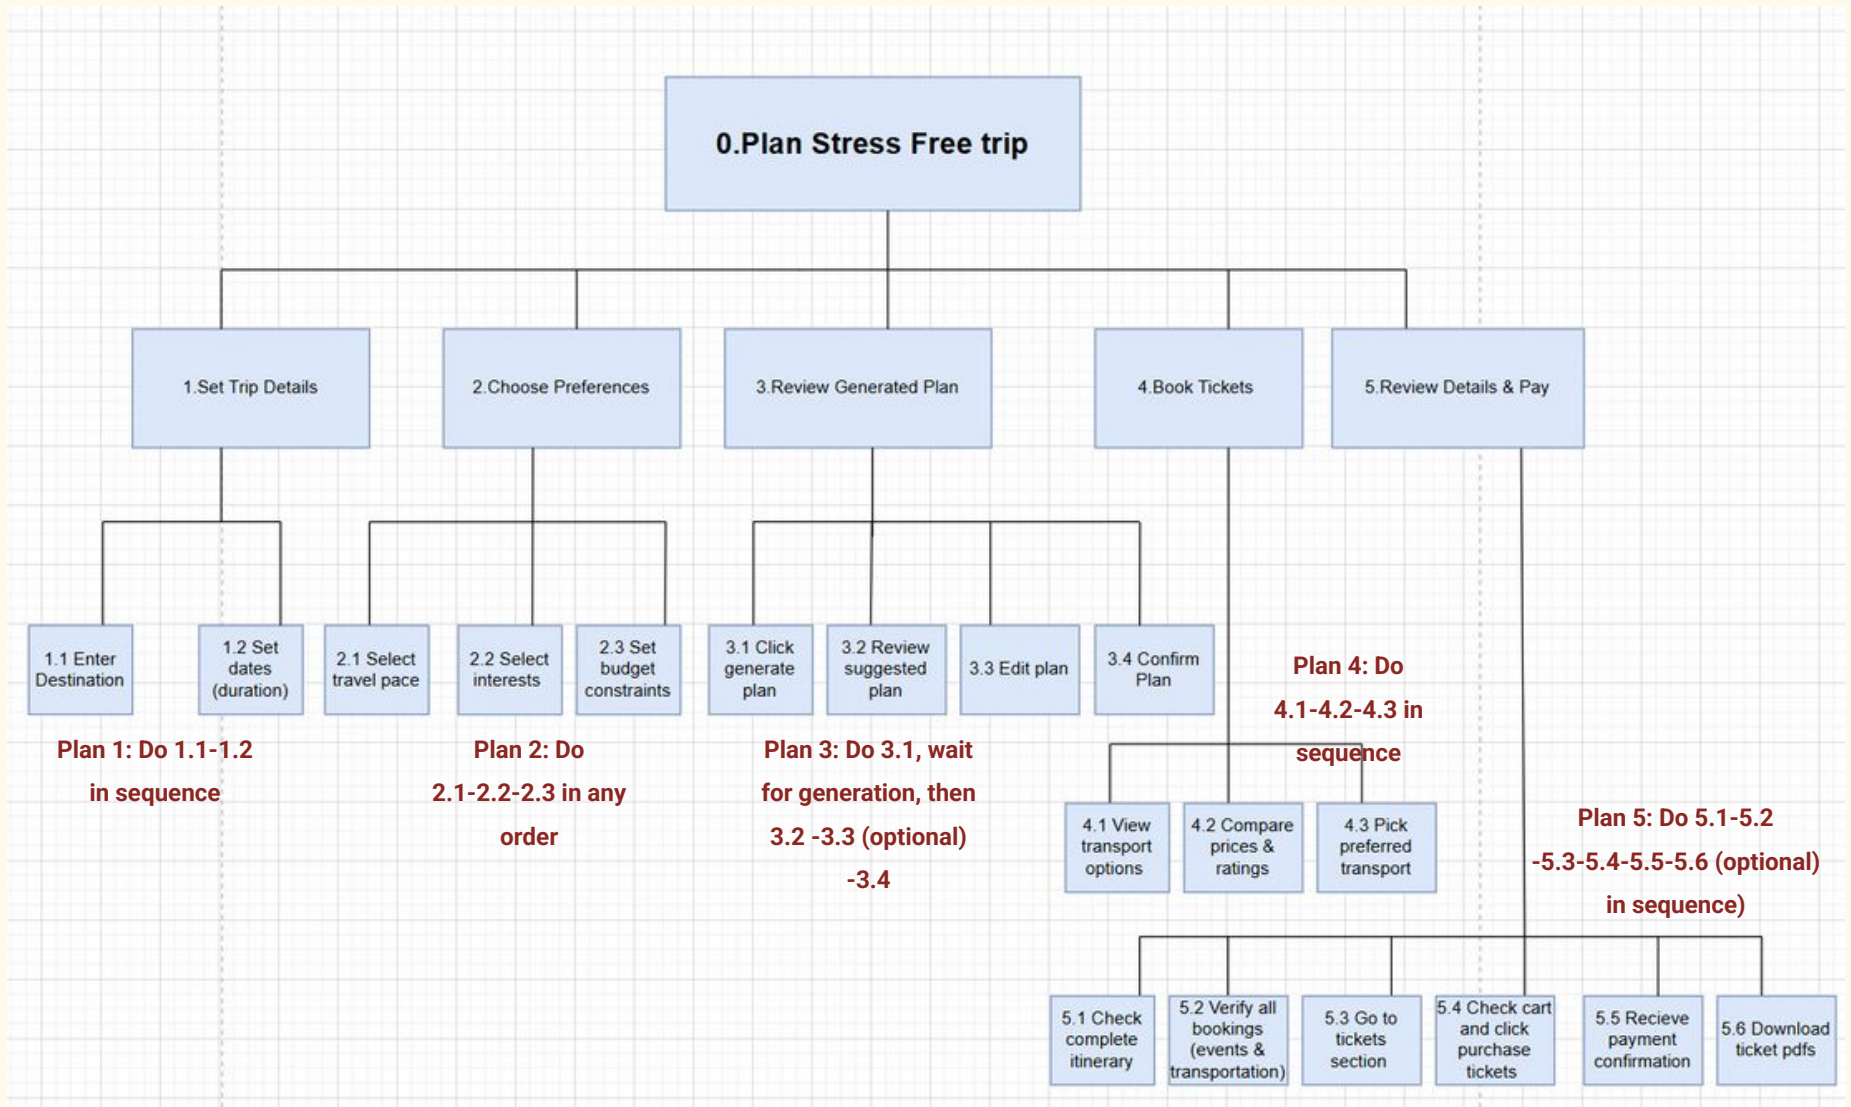 0.Plan Stress Free trip
1.Set Trip Details
2.Choose Preferences
3.Review Generated Plan
4.Book Tickets
5.Review Details & Pay
1.1 Enter
Destination
1.2 Set
dates
(duration)
2.1 Select
travel pace
2.2 Select
interests
2.3 Set
budget
constraints
3.1 Click
generate
plan
3.2 Review
suggested
plan
3.3 Edit plan
3.4 Confirm
Plan
Plan 1: Do 1.1-1.2
in sequence
Plan 2: Do
2.1-2.2-2.3 in any
order
Plan 3: Do 3.1, wait
for generation, then
3.2 -3.3 (optional)
-3.4
Plan 4: Do
4.1-4.2-4.3 in
sequence
4.1 View
transport
options
4.2 Compare
prices &
ratings
4.3 Pick
preferred
transport
Plan 5: Do 5.1-5.2
-5.3-5.4-5.5-5.6 (optional)
in sequence)
5.1 Check
complete
itinerary
5.2 Verify all
bookings
(events &
transportation)
5.3 Go to
tickets
section
5.4 Check cart
and click
purchase
tickets
5.5 Recieve
payment
confirmation
5.6 Download
ticket pdfs